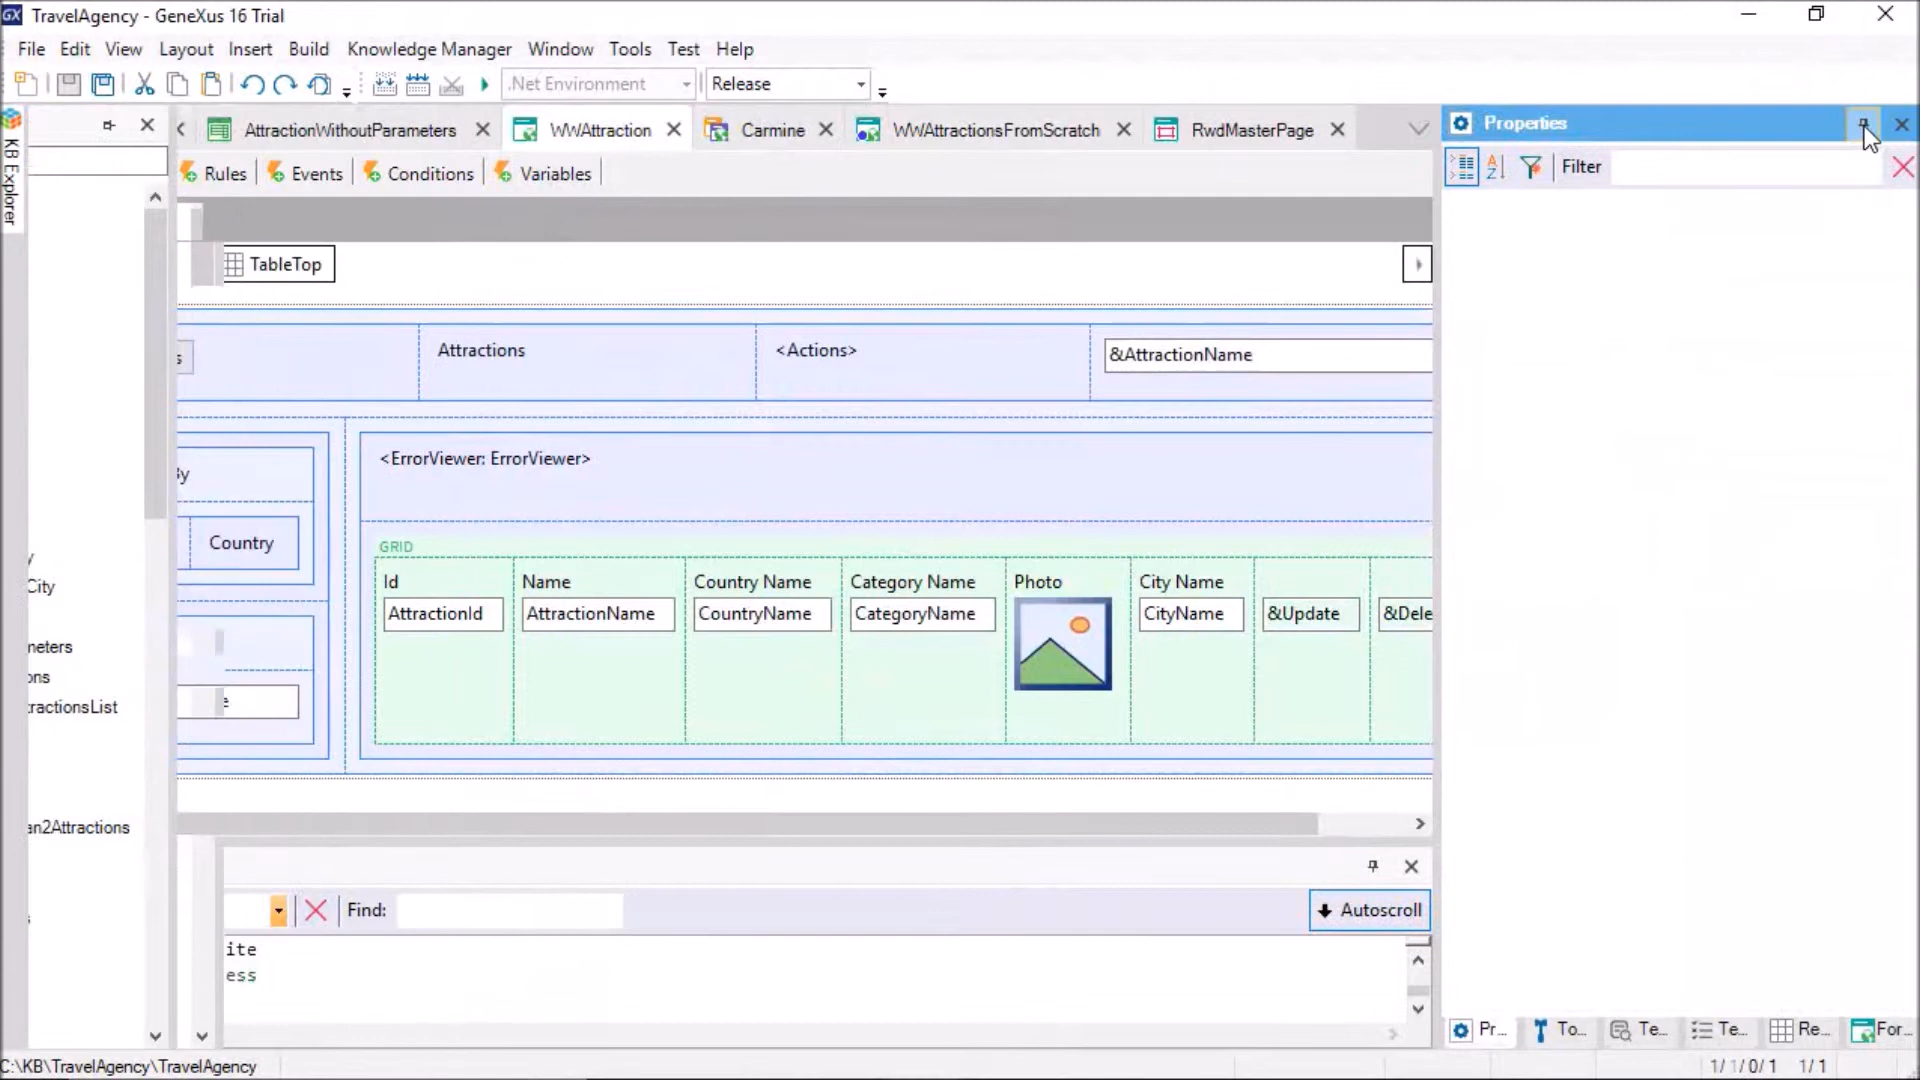 GX TravelAgency - GeneXus 16 Trial
File Edit View Layout Insert Build Knowledge Manager Window Tools Test Help
.Net Environment Release
AttractionWithoutParameters WWAttraction Carmine WWAttractionsFromScratch RwdMasterPage Properties
KB Explorer
Rules Events Conditions Variables Filter
TableTop
s Attractions <Actions> &AttractionName
By <ErrorViewer: ErrorViewer>
Country
GRID
Id Name Country Name Category Name Photo City Name
AttractionId AttractionName CountryName CategoryName CityName &Update &Dele
y
City
meters
ons
ractionsList
e
an2Attractions
s
Find: Autoscroll
ite
ess
Pr... To... Te... Te... Re... For...
C:\KB\TravelAgency\TravelAgency 1/1/0/1 1/1